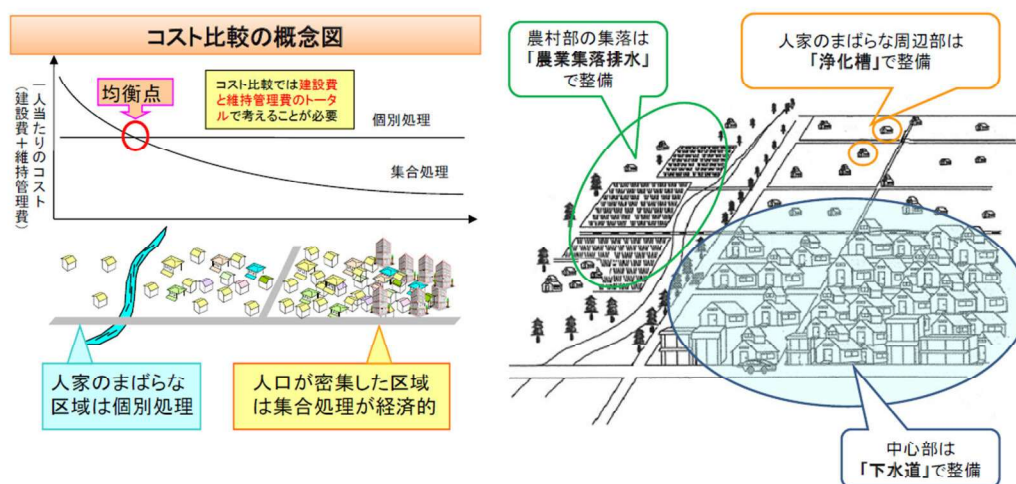 コスト比較の概念図
一人当たりのコスト
（建設費＋維持管理費）
均衡点
コスト比較では建設費
と維持管理費のトータ
ルで考えることが必要
個別処理
集合処理
人家のまばらな
区域は個別処理
人口が密集した区域
は集合処理が経済的
農村部の集落は
「農業集落排水」
で整備
人家のまばらな周辺部は
「浄化槽」で整備
中心部は
「下水道」で整備